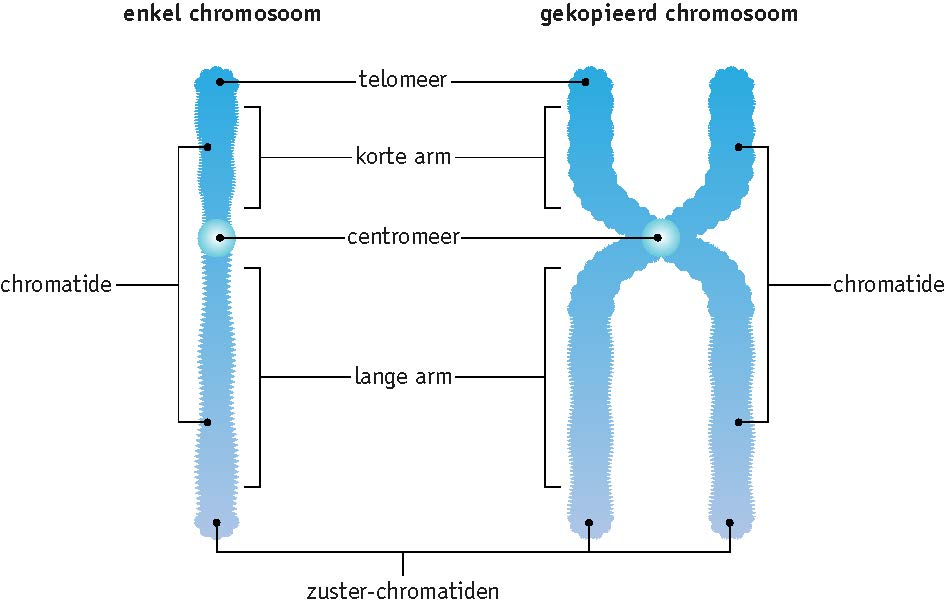 enkel chromosoom
gekopieerd chromosoom
telomeer
korte arm
centromeer
chromatide
chromatide
lange arm
zuster-chromatiden